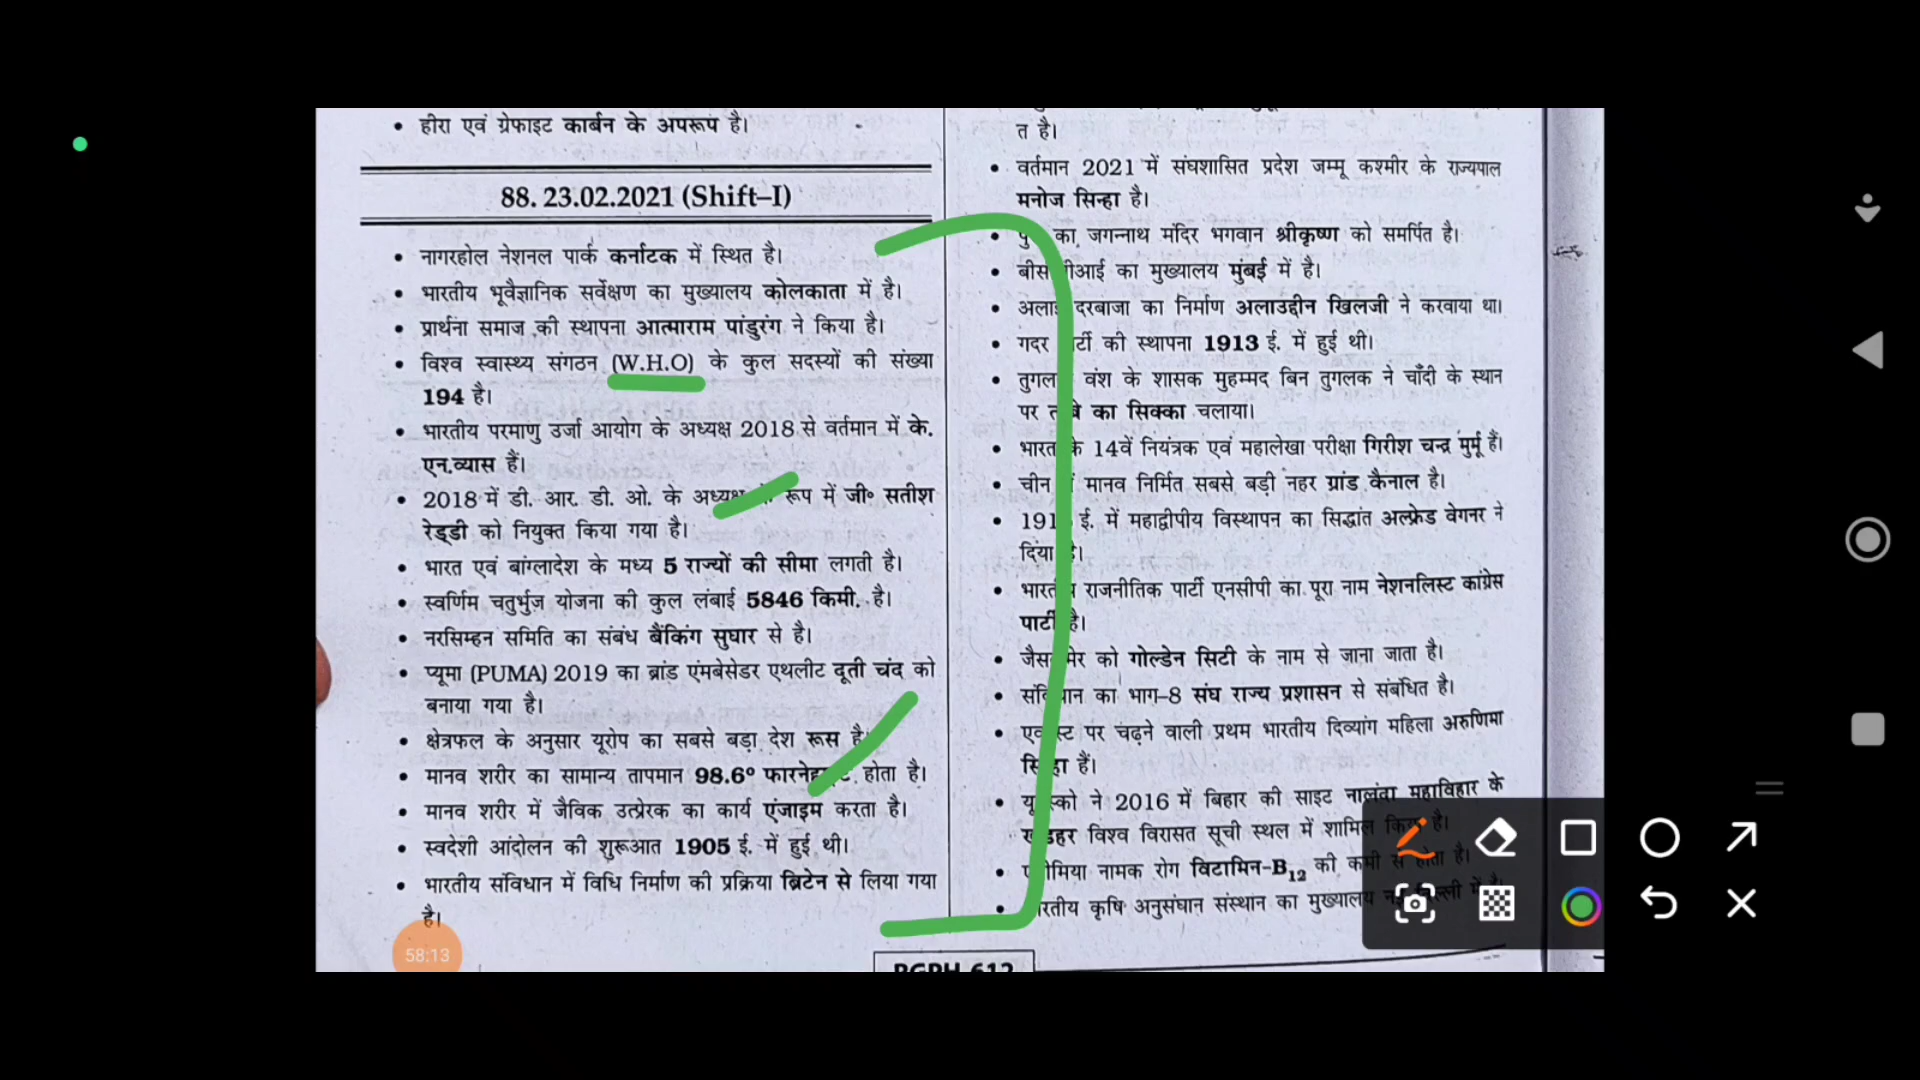 हीरा एवं ग्रेफाइट कार्बन के अपरूप है।
88. 23.02.2021 (Shift–I)
नागरहोल नेशनल पार्क कर्नाटक में स्थित है।
भारतीय भूवैज्ञानिक सर्वेक्षण का मुख्यालय कोलकाता में है।
प्रार्थना समाज की स्थापना आत्माराम पांडुरंग ने किया है।
विश्व स्वास्थ्य संगठन (W.H.O) के कुल सदस्यों की संख्या
194 है।
भारतीय परमाणु उर्जा आयोग के अध्यक्ष 2018 से वर्तमान में के.
एन.व्यास हैं।
2018 में डी. आर. डी. ओ. के अध्यक्ष के रूप में जी॰ सतीश
रेड्डी को नियुक्त किया गया है।
भारत एवं बांग्लादेश के मध्य 5 राज्यों की सीमा लगती है।
स्वर्णिम चतुर्भुज योजना की कुल लंबाई 5846 किमी. है।
नरसिम्हन समिति का संबंध बैंकिंग सुघार से है।
प्यूमा (PUMA) 2019 का ब्रांड एंमबेसेडर एथलीट दूती चंद को
बनाया गया है।
क्षेत्रफल के अनुसार यूरोप का सबसे बड़ा देश रूस है।
मानव शरीर का सामान्य तापमान 98.6° फारनेहाइट होता है।
मानव शरीर में जैविक उत्प्रेरक का कार्य एंजाइम करता है।
स्वदेशी आंदोलन की शुरूआत 1905 ई. में हुई थी।
भारतीय संविधान में विधि निर्माण की प्रक्रिया ब्रिटेन से लिया गया
है।
58:13
त है।
वर्तमान 2021 में संघशासित प्रदेश जम्मू कश्मीर के राज्यपाल
मनोज सिन्हा है।
का जगन्नाथ मंदिर भगवान श्रीकृष्ण को समर्पित है।
का मुख्यालय मुंबई में है।
दरबाजा का निर्माण अलाउद्दीन खिलजी ने करवाया था।
गदर पार्टी की स्थापना 1913 ई. में हुई थी।
तुगलक वंश के शासक मुहम्मद बिन तुगलक ने चाँदी के स्थान
पर तांबे का सिक्का चलाया।
भारत के 14वें नियंत्रक एवं महालेखा परीक्षा गिरीश चन्द्र मुर्मू हैं।
चीन में मानव निर्मित सबसे बड़ी नहर ग्रांड कैनाल है।
ई. में महाद्वीपीय विस्थापन का सिद्धांत अल्फ्रेड वेगनर ने
दिया है।
भारतीय राजनीतिक पार्टी एनसीपी का पूरा नाम नेशनलिस्ट कांग्रेस
पार्टी है।
जैसलमेर को गोल्डेन सिटी के नाम से जाना जाता है।
संविधान का भाग–8 संघ राज्य प्रशासन से संबंधित है।
पर चढ़ने वाली प्रथम भारतीय दिव्यांग महिला अरुणिमा
सिन्हा हैं।
यूनेस्को ने 2016 में बिहार की साइट नालंदा महाविहार के
खंडहर विश्व विरासत सूची स्थल में शामिल किया है।
नामक रोग विटामिन–B₁₂ की कमी से होता है।
भारतीय कृषि अनुसंघान संस्थान का मुख्यालय नई दिल्ली में है।